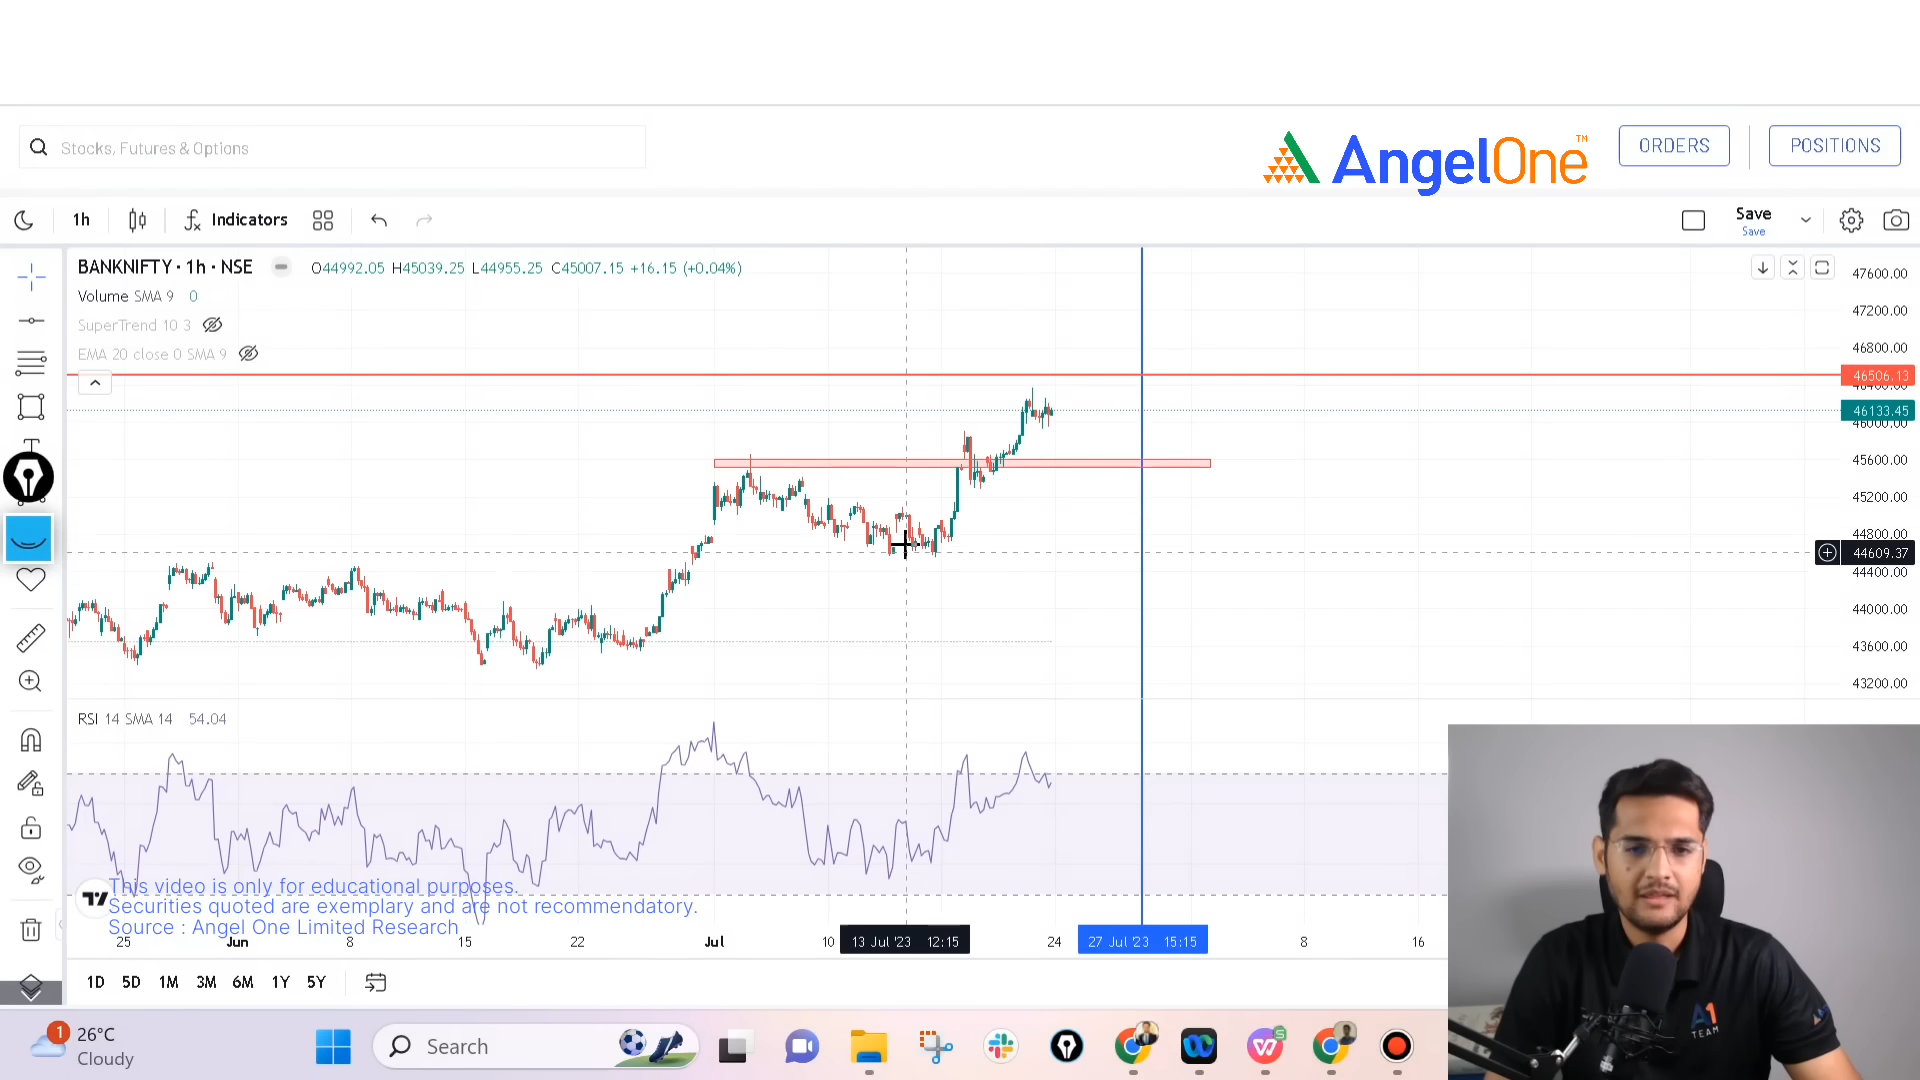 Stocks, Futures & Options
AngelOne™
ORDERS
POSITIONS
1h
Indicators
Save
Save
BANKNIFTY · 1h · NSE
O44992.05 H45039.25 L44955.25 C45007.15 +16.15 (+0.04%)
Volume SMA 9 0
SuperTrend 10 3
EMA 20 close 0 SMA 9
47600.00
47200.00
46800.00
46506.13
46133.45
46000.00
45600.00
45200.00
44800.00
44609.37
44400.00
44000.00
43600.00
43200.00
RSI 14 SMA 14 54.04
This video is only for educational purposes.
Securities quoted are exemplary and are not recommendatory.
Source : Angel One Limited Research
25 Jun 8 15 22 Jul 10 13 Jul '23 12:15 24 27 Jul '23 15:15 8 16
1D 5D 1M 3M 6M 1Y 5Y
A1
TEAM
1
26°C
Cloudy
Search